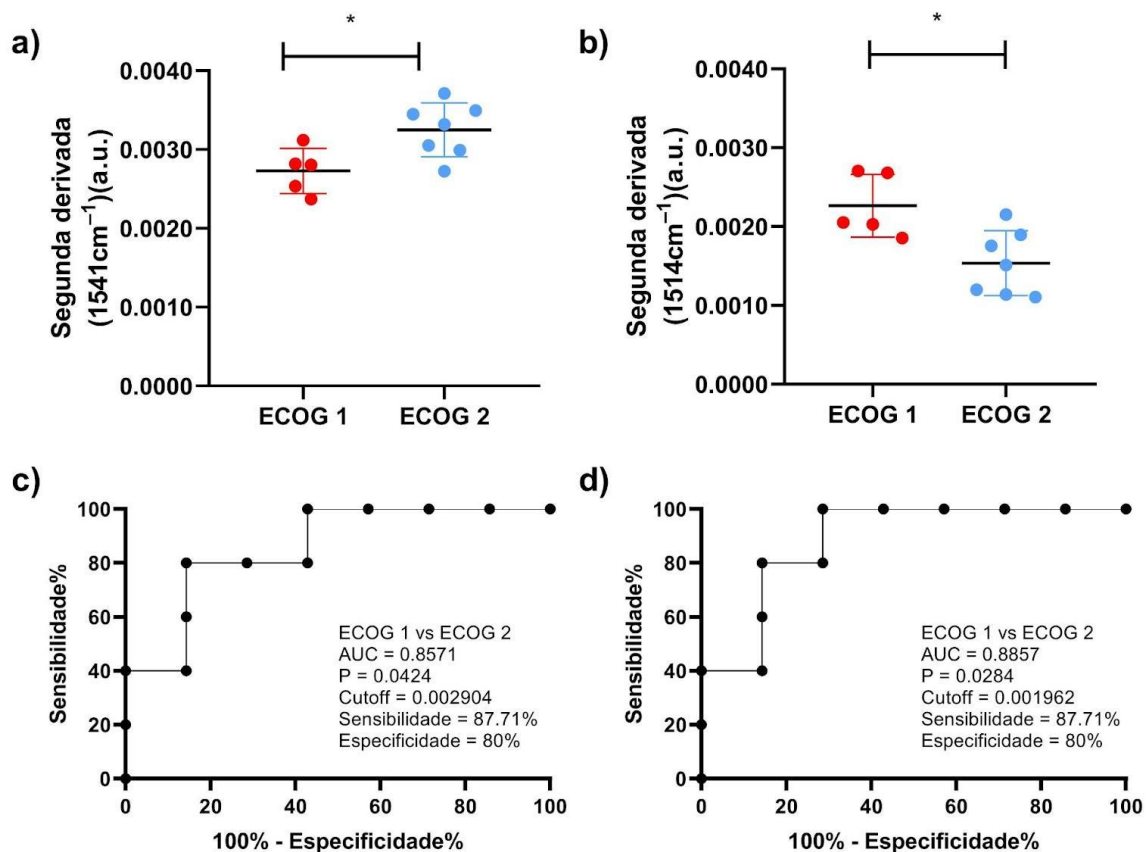 a)
*
0.0040
0.0030
0.0020
0.0010
0.0000
Segunda derivada
(1541cm⁻¹)(a.u.)
ECOG 1
ECOG 2
b)
*
0.0040
0.0030
0.0020
0.0010
0.0000
Segunda derivada
(1514cm⁻¹)(a.u.)
ECOG 1
ECOG 2
c)
100
80
60
40
20
0
Sensibilidade%
ECOG 1 vs ECOG 2
AUC = 0.8571
P = 0.0424
Cutoff = 0.002904
Sensibilidade = 87.71%
Especificidade = 80%
0 20 40 60 80 100
100% - Especificidade%
d)
100
80
60
40
20
0
Sensibilidade%
ECOG 1 vs ECOG 2
AUC = 0.8857
P = 0.0284
Cutoff = 0.001962
Sensibilidade = 87.71%
Especificidade = 80%
0 20 40 60 80 100
100% - Especificidade%